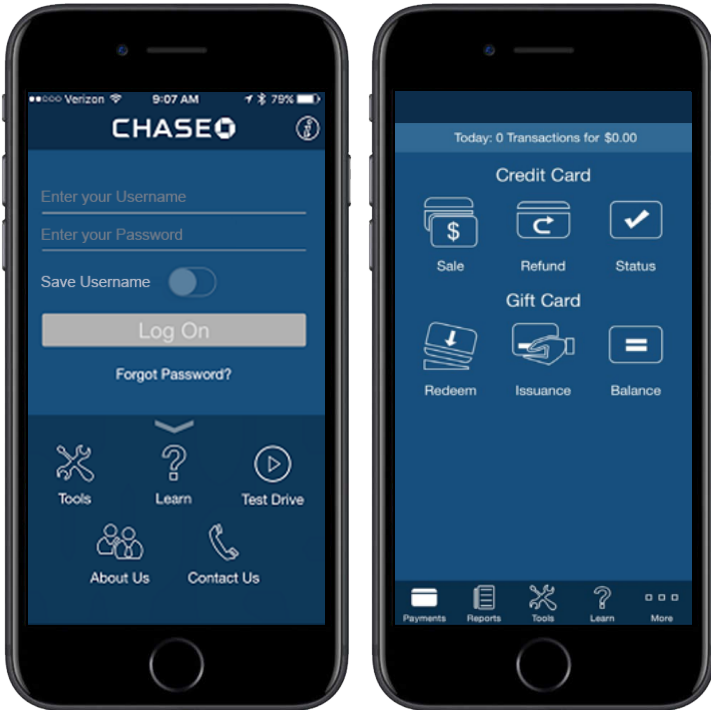 Verizon 9:07 AM 79%
CHASE
Enter your Username
Enter your Password
Save Username
Log On
Forgot Password?
Tools Learn Test Drive
About Us Contact Us
Today: 0 Transactions for $0.00
Credit Card
$
Sale Refund Status
Gift Card
Redeem Issuance Balance
Payments Reports Tools Learn More